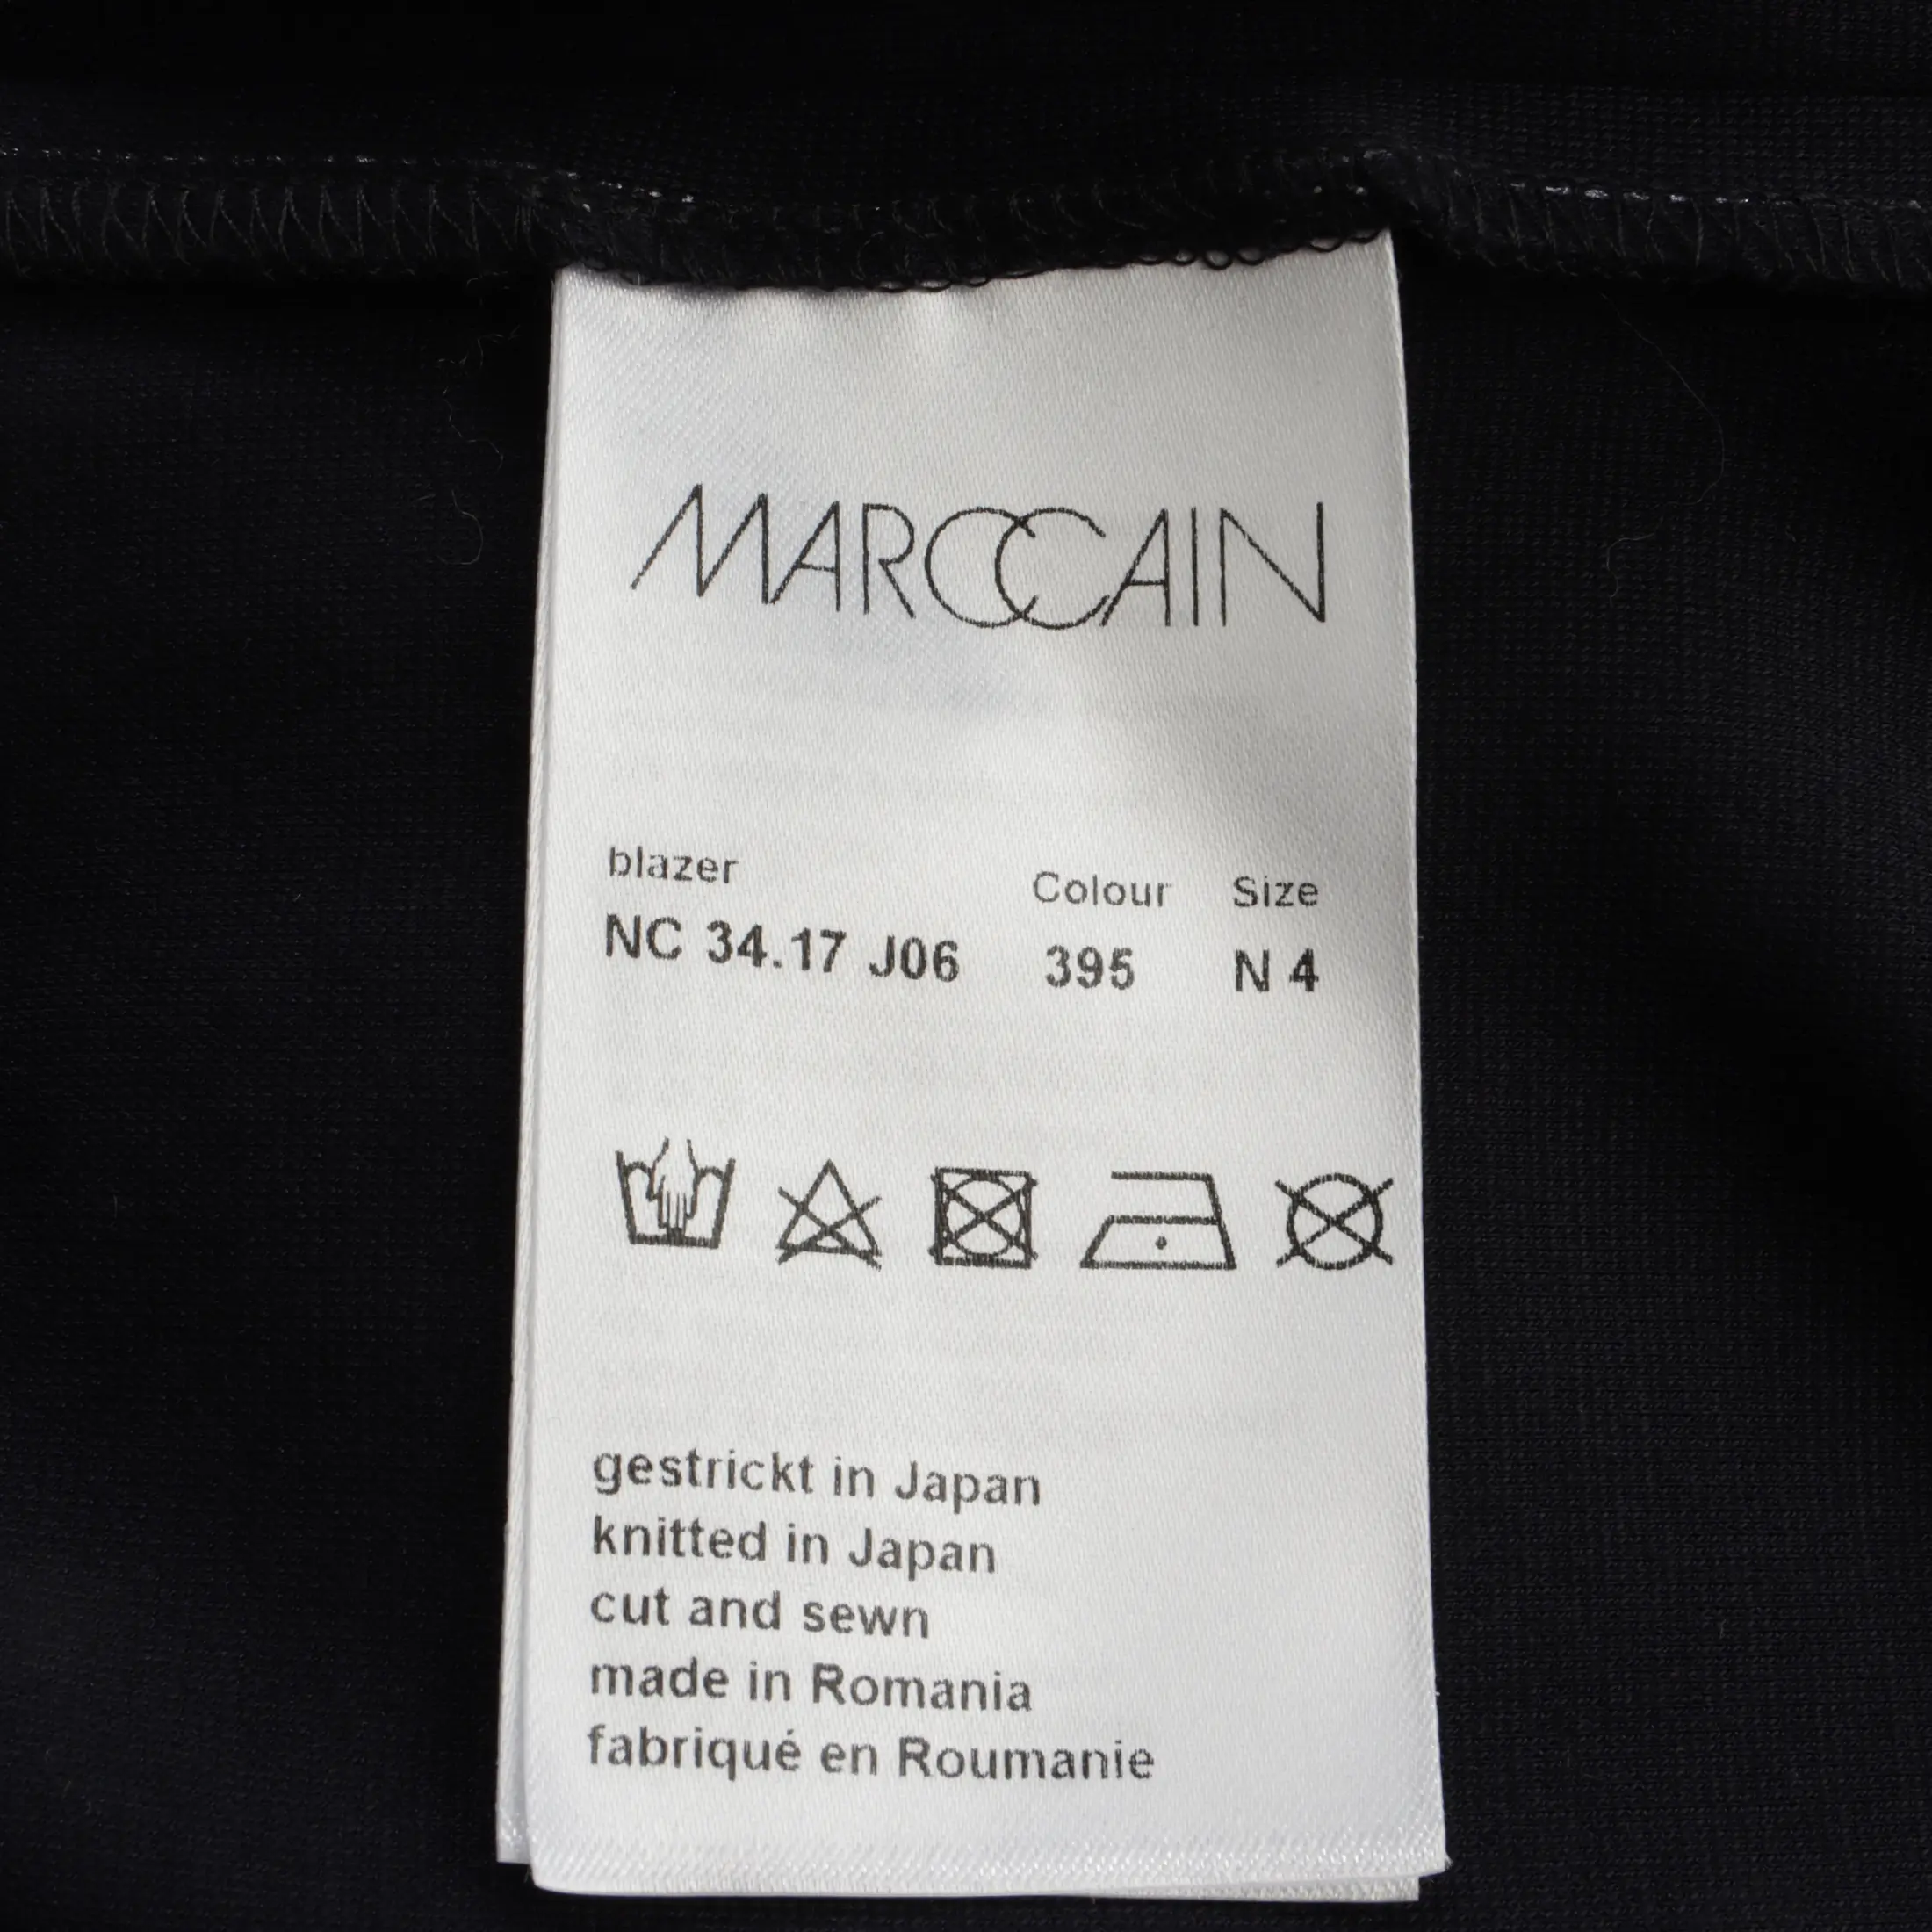 MARCCAIN
blazer Colour Size
NC 34.17 J06 395 N 4
gestrickt in Japan
knitted in Japan
cut and sewn
made in Romania
fabriqué en Roumanie